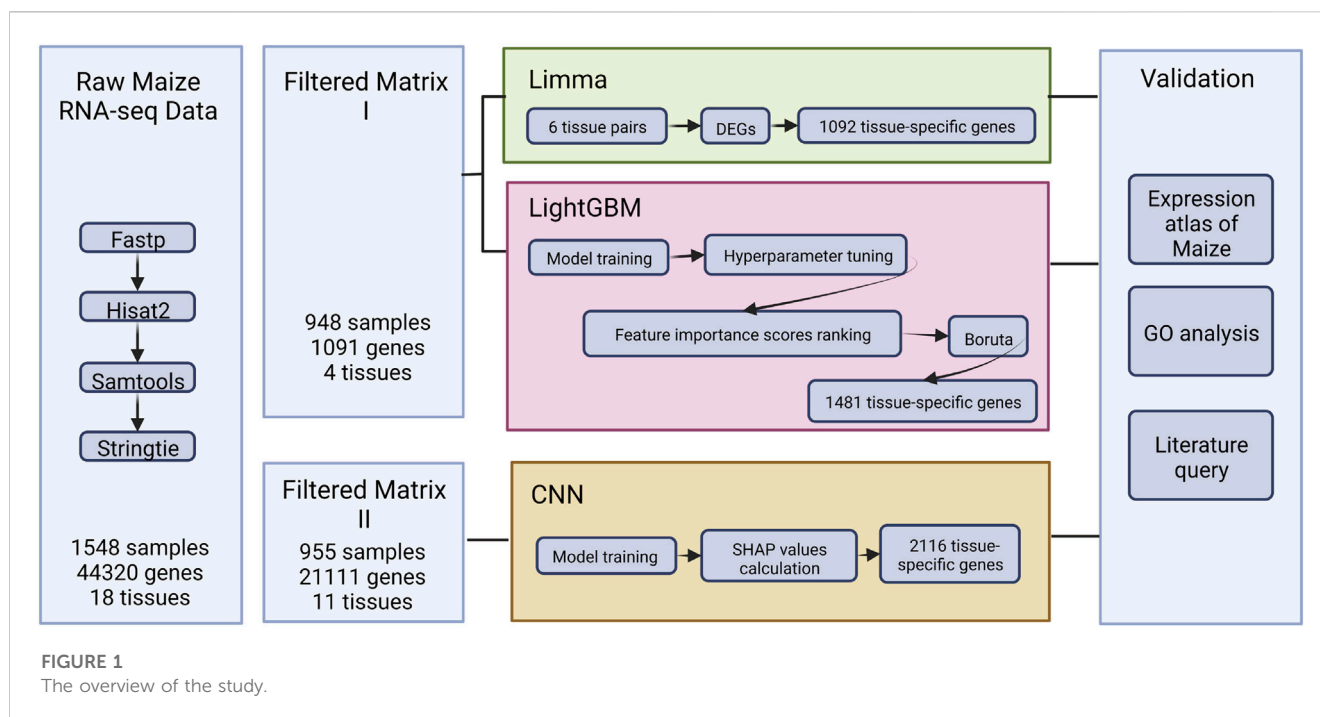 Raw Maize
RNA-seq Data
Fastp
Hisat2
Samtools
Stringtie
1548 samples
44320 genes
18 tissues
Filtered Matrix
I
948 samples
1091 genes
4 tissues
Filtered Matrix
II
955 samples
21111 genes
11 tissues
Limma
6 tissue pairs
DEGs
1092 tissue-specific genes
LightGBM
Model training
Hyperparameter tuning
Feature importance scores ranking
Boruta
1481 tissue-specific genes
CNN
Model training
SHAP values
calculation
2116 tissue-
specific genes
Validation
Expression
atlas of
Maize
GO analysis
Literature
query
FIGURE 1
The overview of the study.